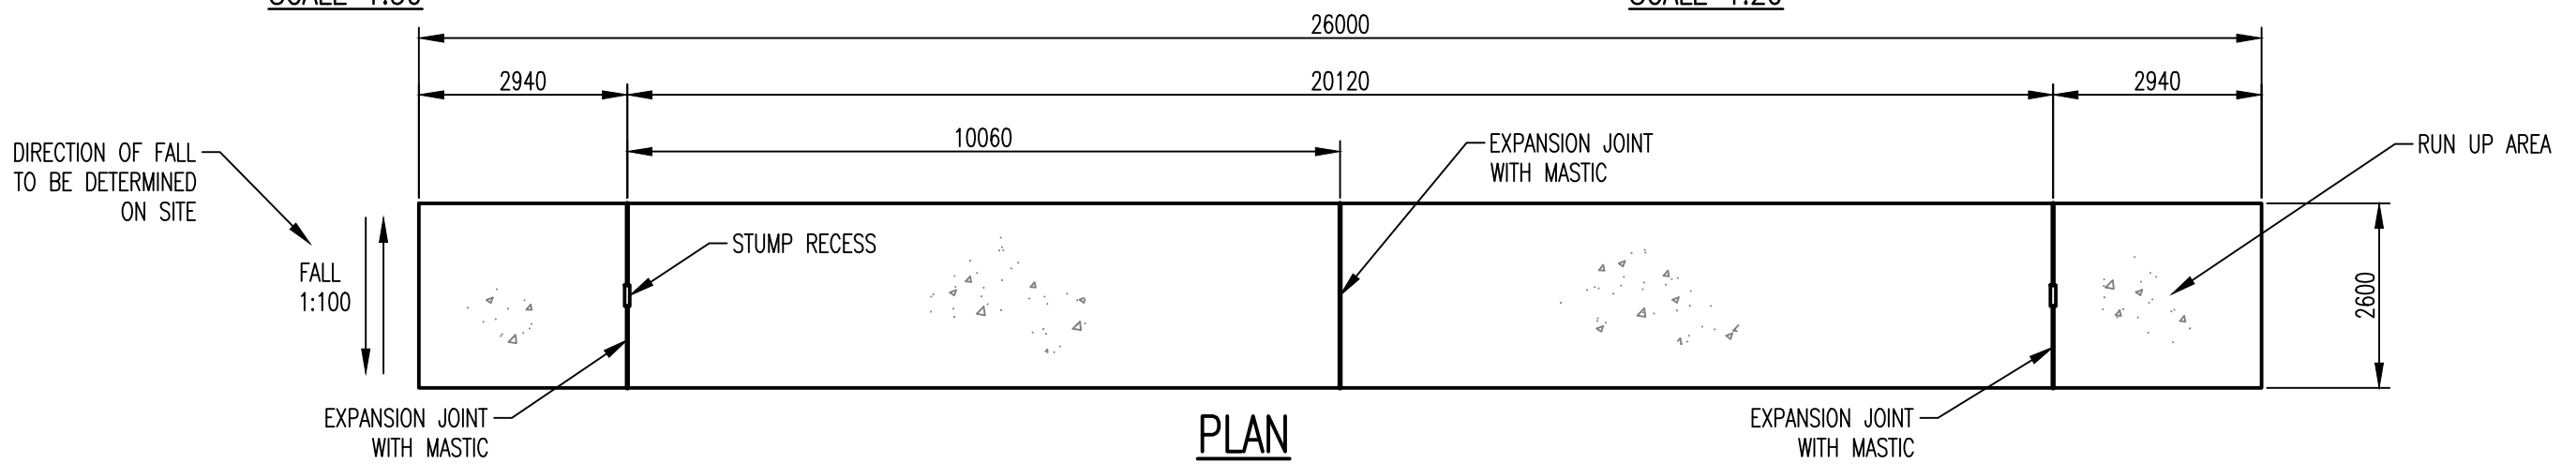 26000
2940
20120
2940
10060
DIRECTION OF FALL
TO BE DETERMINED
ON SITE
EXPANSION JOINT
WITH MASTIC
RUN UP AREA
STUMP RECESS
FALL
1:100
2600
EXPANSION JOINT
WITH MASTIC
PLAN
EXPANSION JOINT
WITH MASTIC